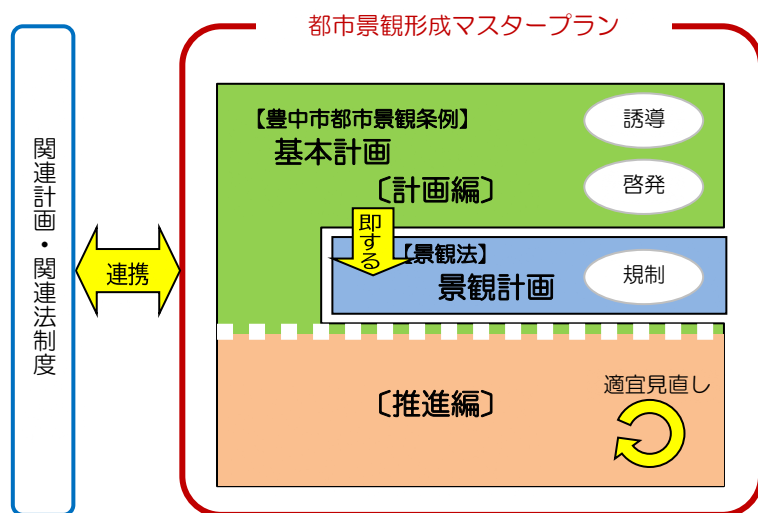 都市景観形成マスタープラン
関連計画・関連法制度
連携
【豊中市都市景観条例】
基本計画
〔計画編〕
誘導
啓発
即する
【景観法】
景観計画
規制
〔推進編〕
適宜見直し